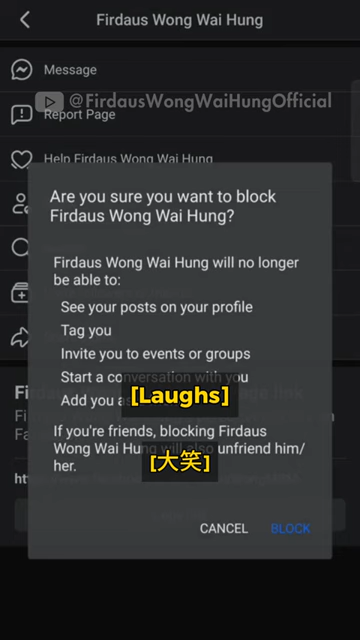 Firdaus Wong Wai Hung
Message
@FirdausWongWaiHungOfficial
Report Page
Help Firdaus Wong Wai Hung
Are you sure you want to block
Firdaus Wong Wai Hung?
Firdaus Wong Wai Hung will no longer
be able to:
See your posts on your profile
Tag you
Invite you to events or groups
Start a conversation with you
Add you as
[Laughs]
If you're friends, blocking Firdaus
Wong Wai Hung will also unfriend him/
her.
[大笑]
CANCEL
BLOCK